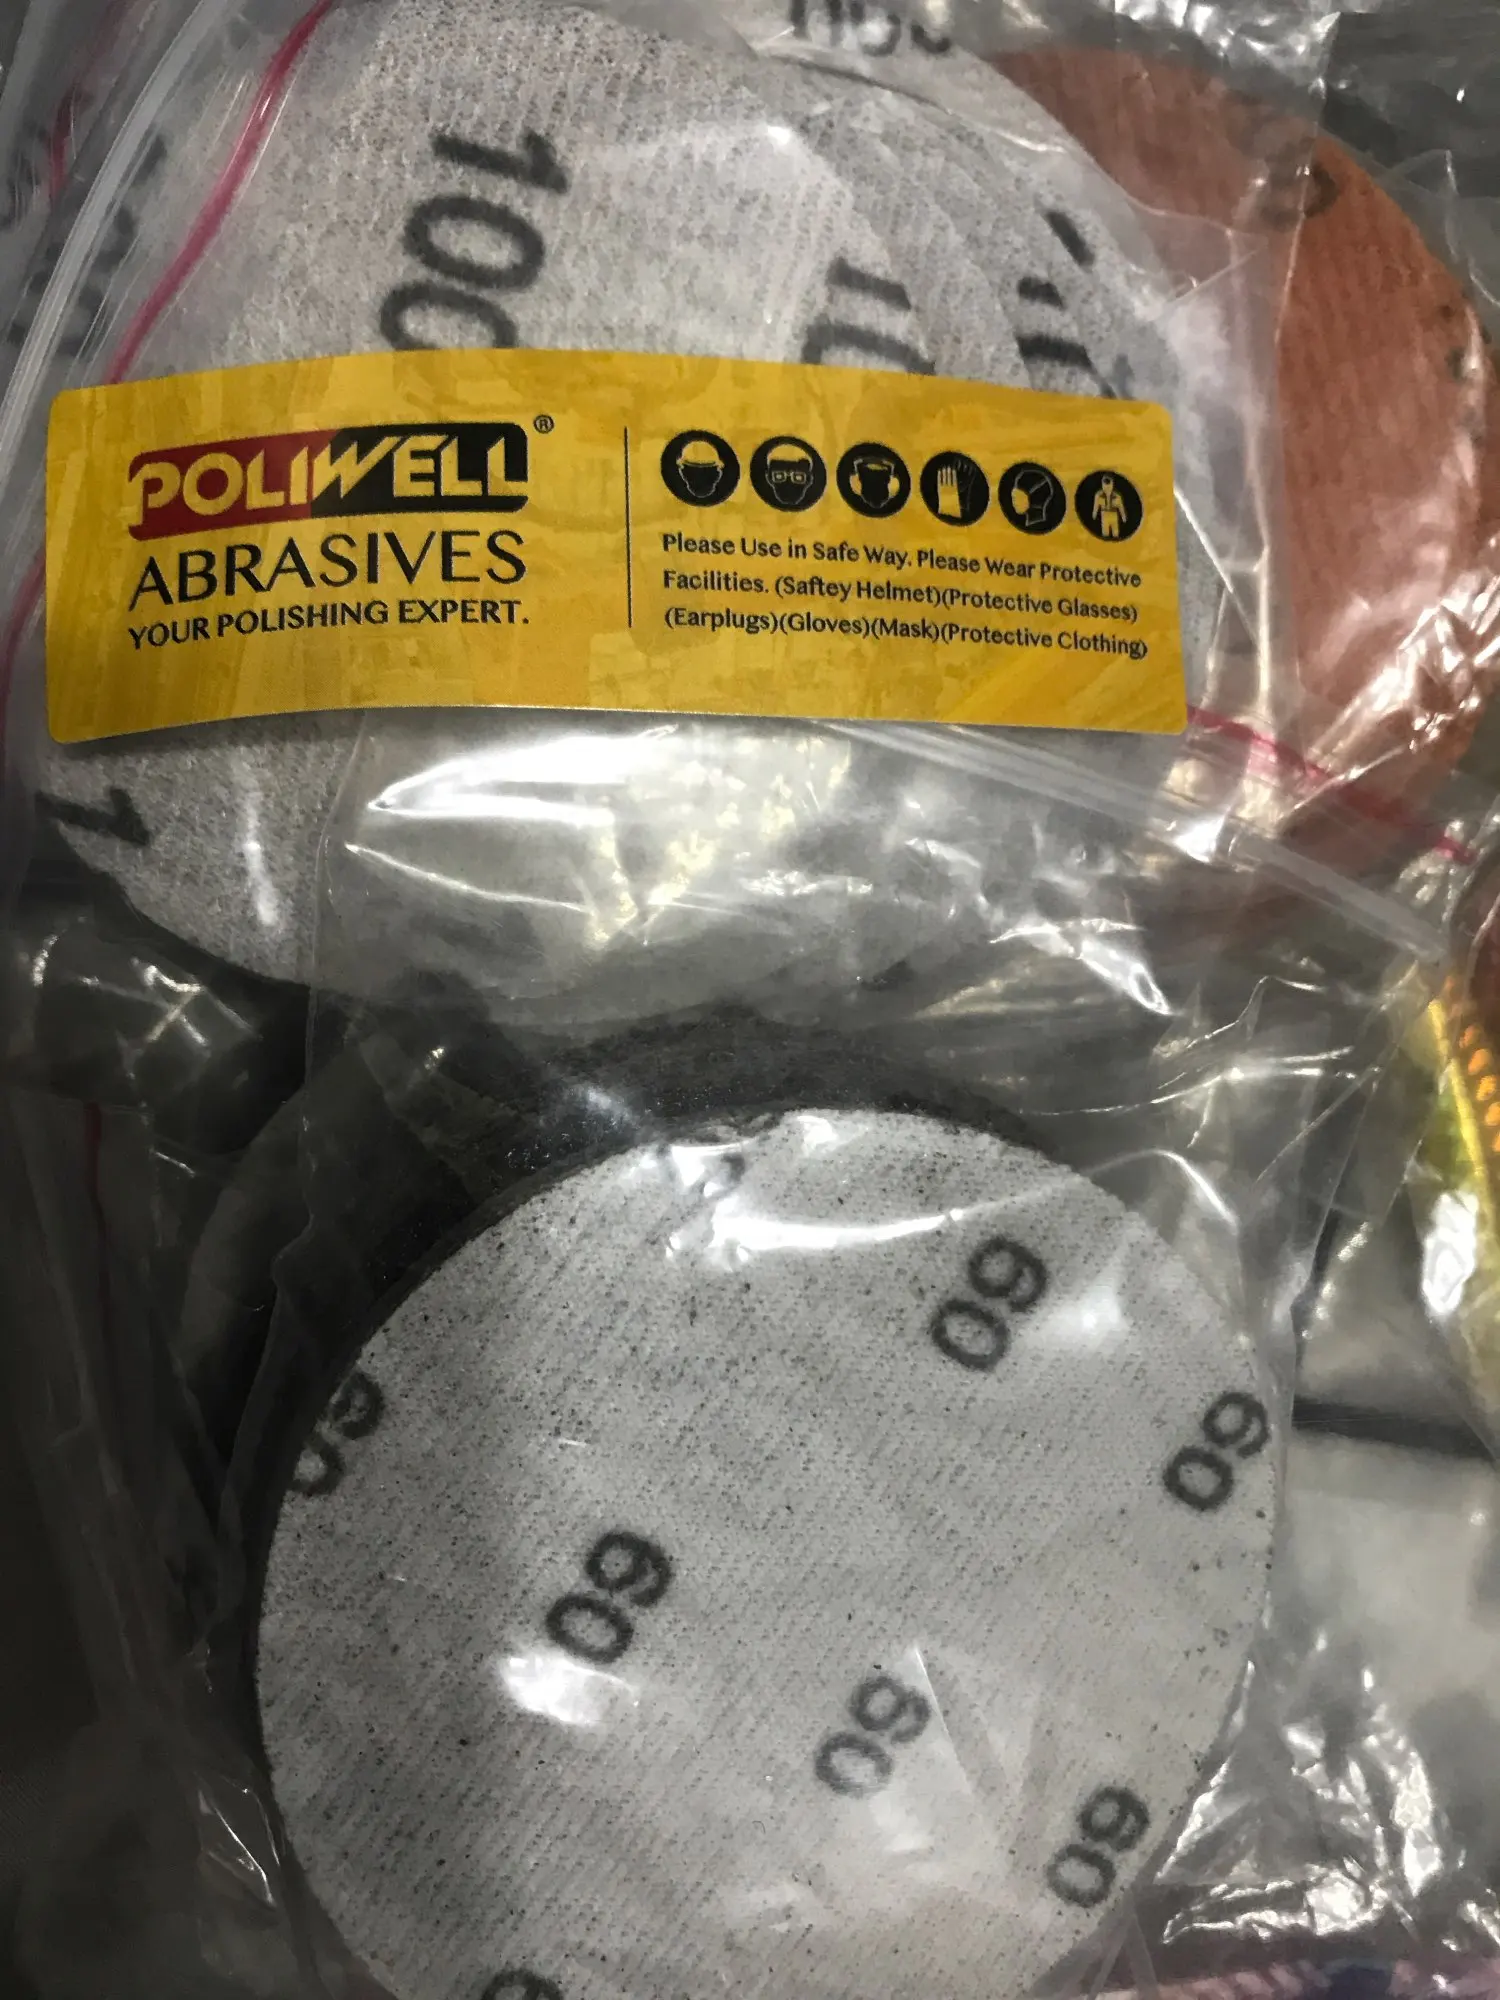 POLIWELL®
ABRASIVES
YOUR POLISHING EXPERT.
Please Use in Safe Way. Please Wear Protective
Facilities. (Saftey Helmet)(Protective Glasses)
(Earplugs)(Gloves)(Mask)(Protective Clothing)
60
60
60
60
60
60